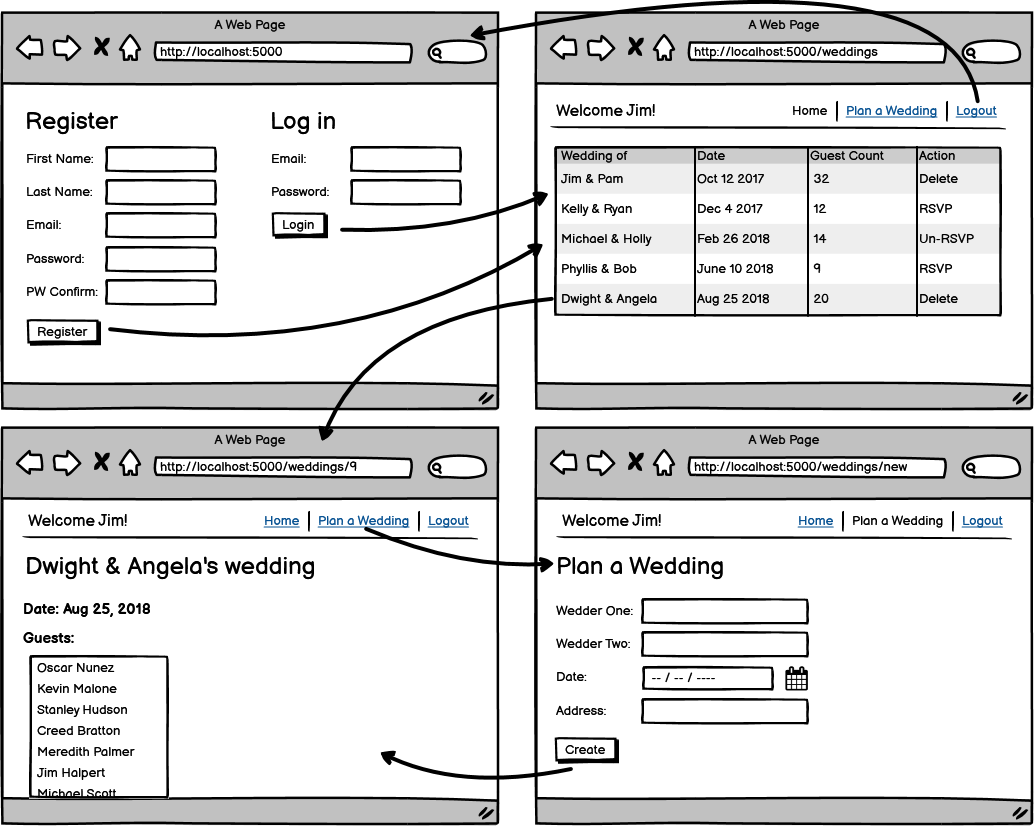 A Web Page
http://localhost:5000
Register
First Name:
Last Name:
Email:
Password:
PW Confirm:
Register
Log in
Email:
Password:
Login
A Web Page
http://localhost:5000/weddings
Welcome Jim! Home Plan a Wedding Logout
Wedding of Date Guest Count Action
Jim & Pam Oct 12 2017 32 Delete
Kelly & Ryan Dec 4 2017 12 RSVP
Michael & Holly Feb 26 2018 14 Un-RSVP
Phyllis & Bob June 10 2018 9 RSVP
Dwight & Angela Aug 25 2018 20 Delete
A Web Page
http://localhost:5000/weddings/9
Welcome Jim! Home Plan a Wedding Logout
Dwight & Angela's wedding
Date: Aug 25, 2018
Guests:
Oscar Nunez
Kevin Malone
Stanley Hudson
Creed Bratton
Meredith Palmer
Jim Halpert
Michael Scott
A Web Page
http://localhost:5000/weddings/new
Welcome Jim! Home Plan a Wedding Logout
Plan a Wedding
Wedder One:
Wedder Two:
Date: -- / -- / ----
Address:
Create